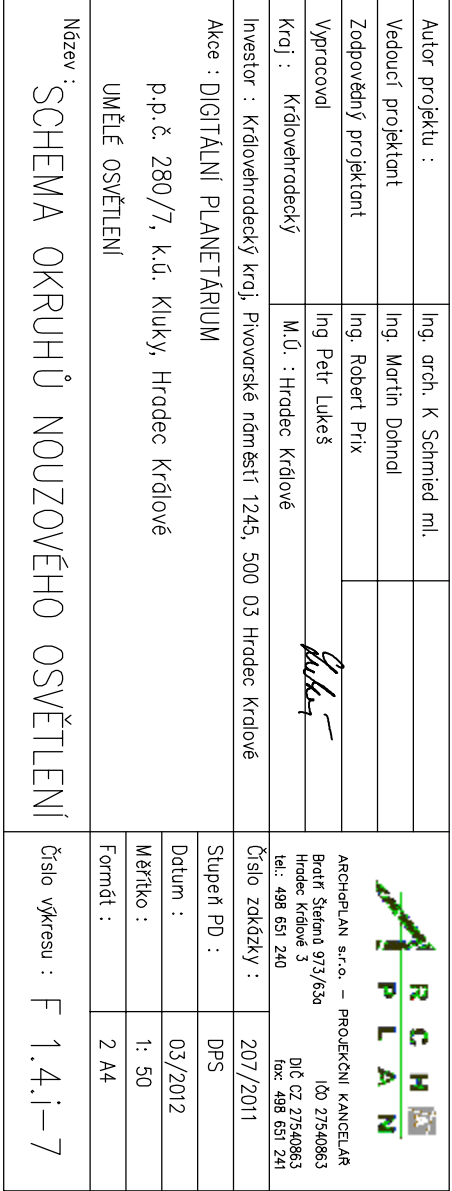 Autor projektu : Ing. arch. K Schmied ml.
Vedoucí projektant Ing. Martin Dohnal
Zodpovědný projektant Ing. Robert Prix
Vypracoval Ing Petr Lukeš
Kraj : Královehradecký M.Ú. : Hradec Králové
Investor : Královehradecký kraj, Pivovarské náměstí 1245, 500 03 Hradec Kralové
Akce : DIGITÁLNÍ PLANETÁRIUM
p.p.č. 280/7, k.ú. Kluky, Hradec Králové
UMĚLÉ OSVĚTLENÍ
Název : SCHEMA OKRUHŮ NOUZOVÉHO OSVĚTLENÍ
ARCH
PLAN
ARCHaPLAN s.r.o. – PROJEKČNÍ KANCELAŘ
Bratří Štefanů 973/63a IČO 27540863
Hradec Králové 3 DIČ CZ 27540863
tel.: 498 651 240 fax: 498 651 241
Číslo zakázky : 207/2011
Stupeň PD : DPS
Datum : 03/2012
Měřítko : 1: 50
Formát : 2 A4
Číslo výkresu : F 1.4.i–7